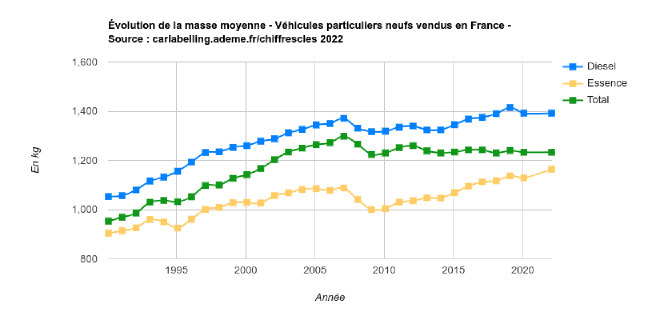 Évolution de la masse moyenne - Véhicules particuliers neufs vendus en France -
Source : carlabelling.ademe.fr/chiffrescles 2022
1,600
1,400
1,200
1,000
800
En kg
1995
2000
2005
2010
2015
2020
Année
Diesel
Essence
Total